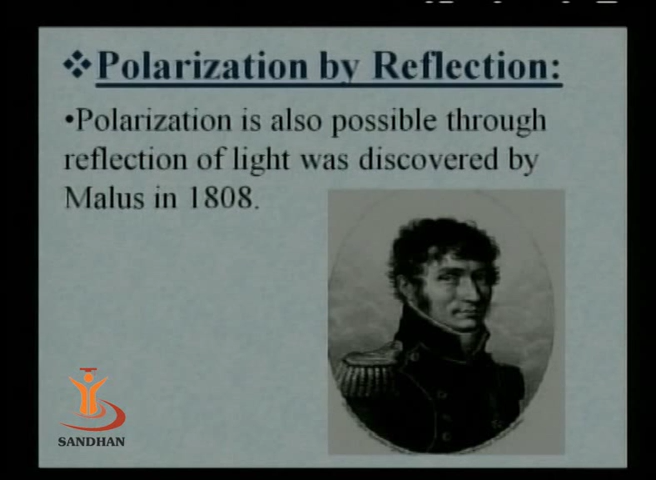 ❖Polarization by Reflection:
•Polarization is also possible through
reflection of light was discovered by
Malus in 1808.
SANDHAN